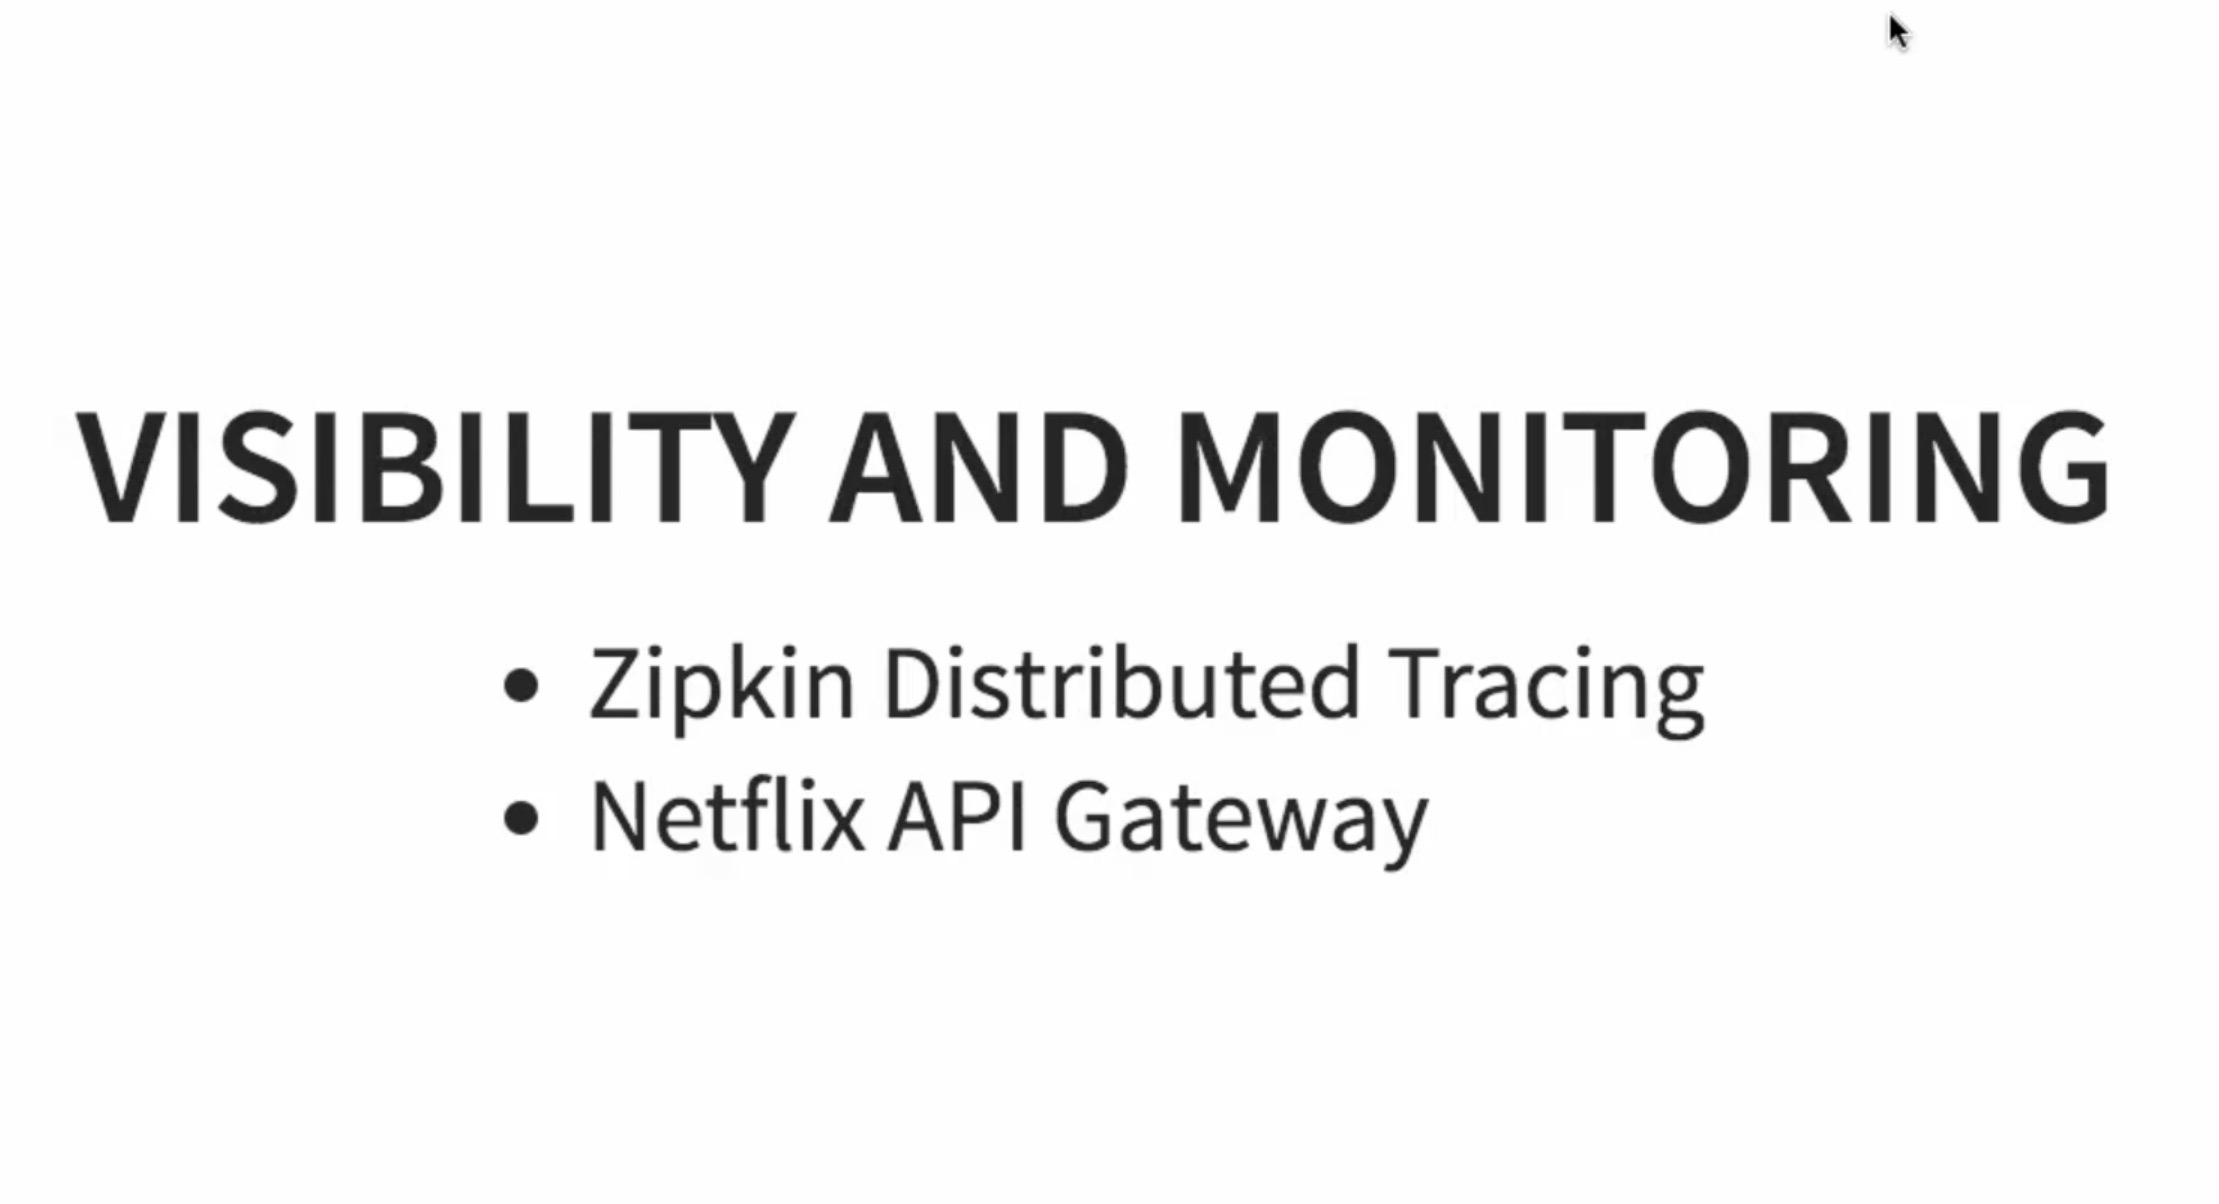 VISIBILITY AND MONITORING
• Zipkin Distributed Tracing
• Netflix API Gateway